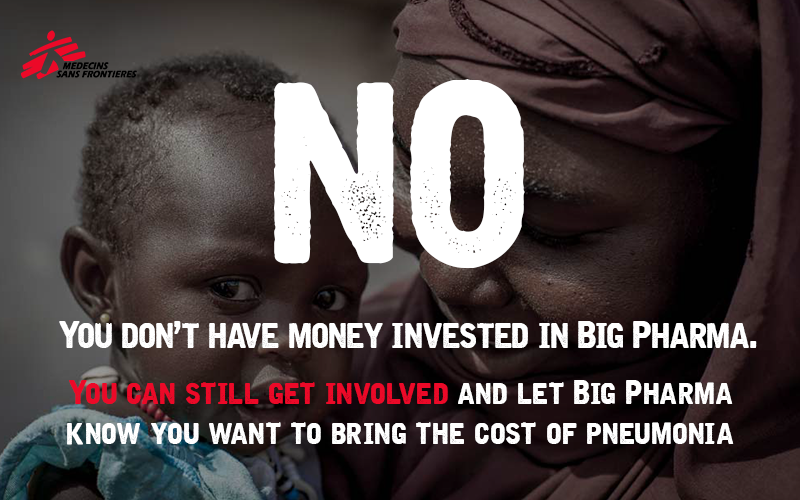 MEDECINS
SANS FRONTIERES
NO
You don't have money invested in Big Pharma.
You can still get involved and let Big Pharma
know you want to bring the cost of pneumonia